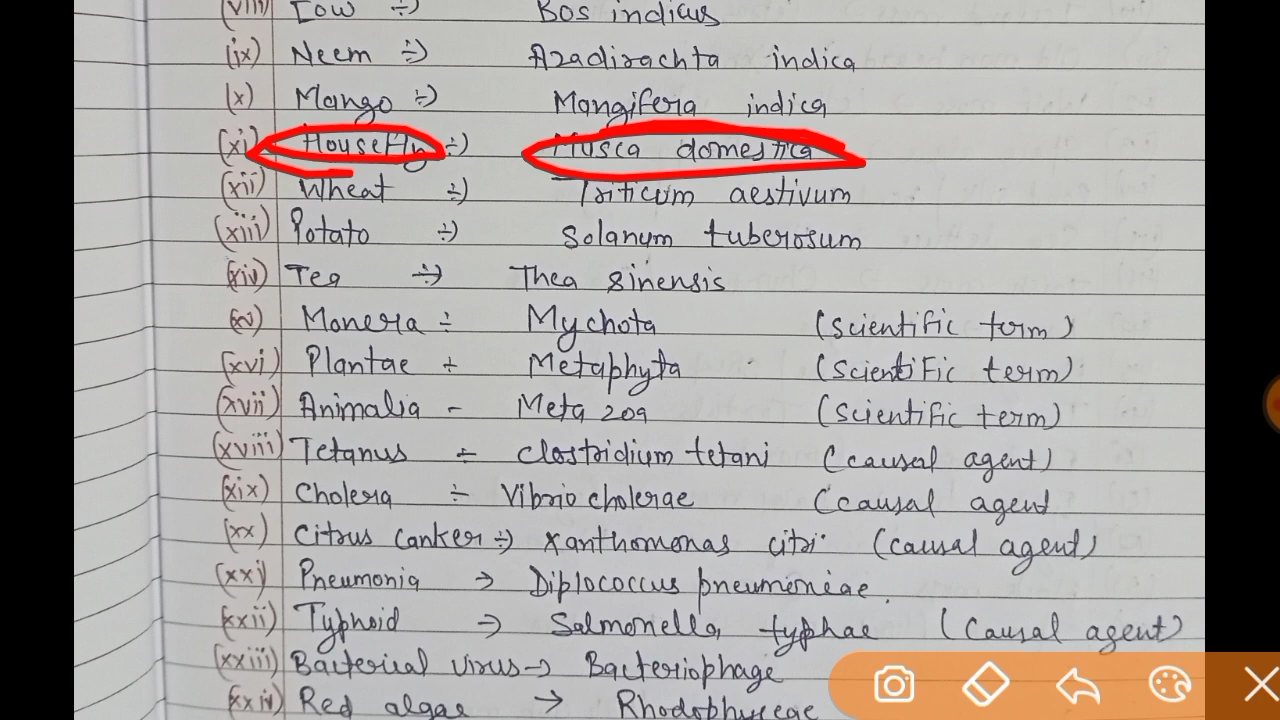 (viii) Cow ÷) Bos indicus
(ix) Neem ÷) Azadirachta indica
(x) Mango ÷) Mangifera indica
(xi) Housefly ÷) Musca domestica
(xii) Wheat ÷) Triticum aestivum
(xiii) Potato ÷) Solanum tuberosum
(xiv) Tea ÷) Thea sinensis
(xv) Monera ÷ Mychota (scientific term)
(xvi) Plantae ÷ Metaphyta (scientific term)
(xvii) Animalia - Metazoa (scientific term)
(xviii) Tetanus ÷ Clostridium tetani (causal agent)
(xix) Cholera ÷ Vibrio cholerae (causal agent
(xx) Citrus canker ÷) Xanthomonas citri (causal agent)
(xxi) Pneumonia → Diplococcus pneumoniae.
(xxii) Typhoid → Salmonella typhae (causal agent)
(xxiii) Bacterical virus → Bacteriophage
(xxiv) Red algae → Rhodophyceae